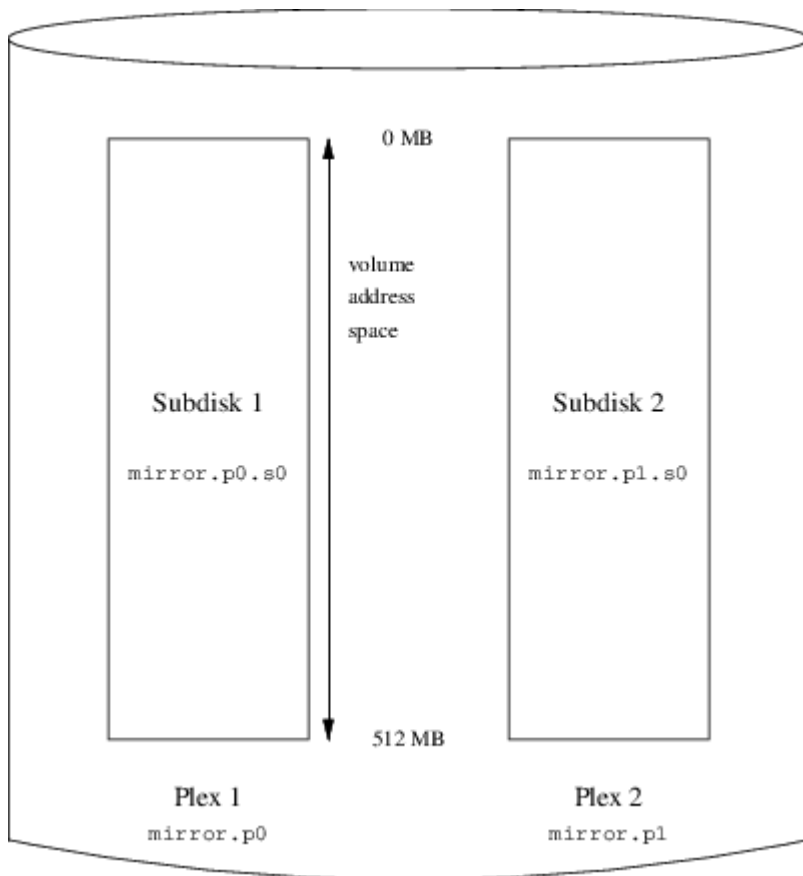 0 MB
volume
address
space
Subdisk 1
mirror.p0.s0
Subdisk 2
mirror.p1.s0
512 MB
Plex 1
mirror.p0
Plex 2
mirror.p1